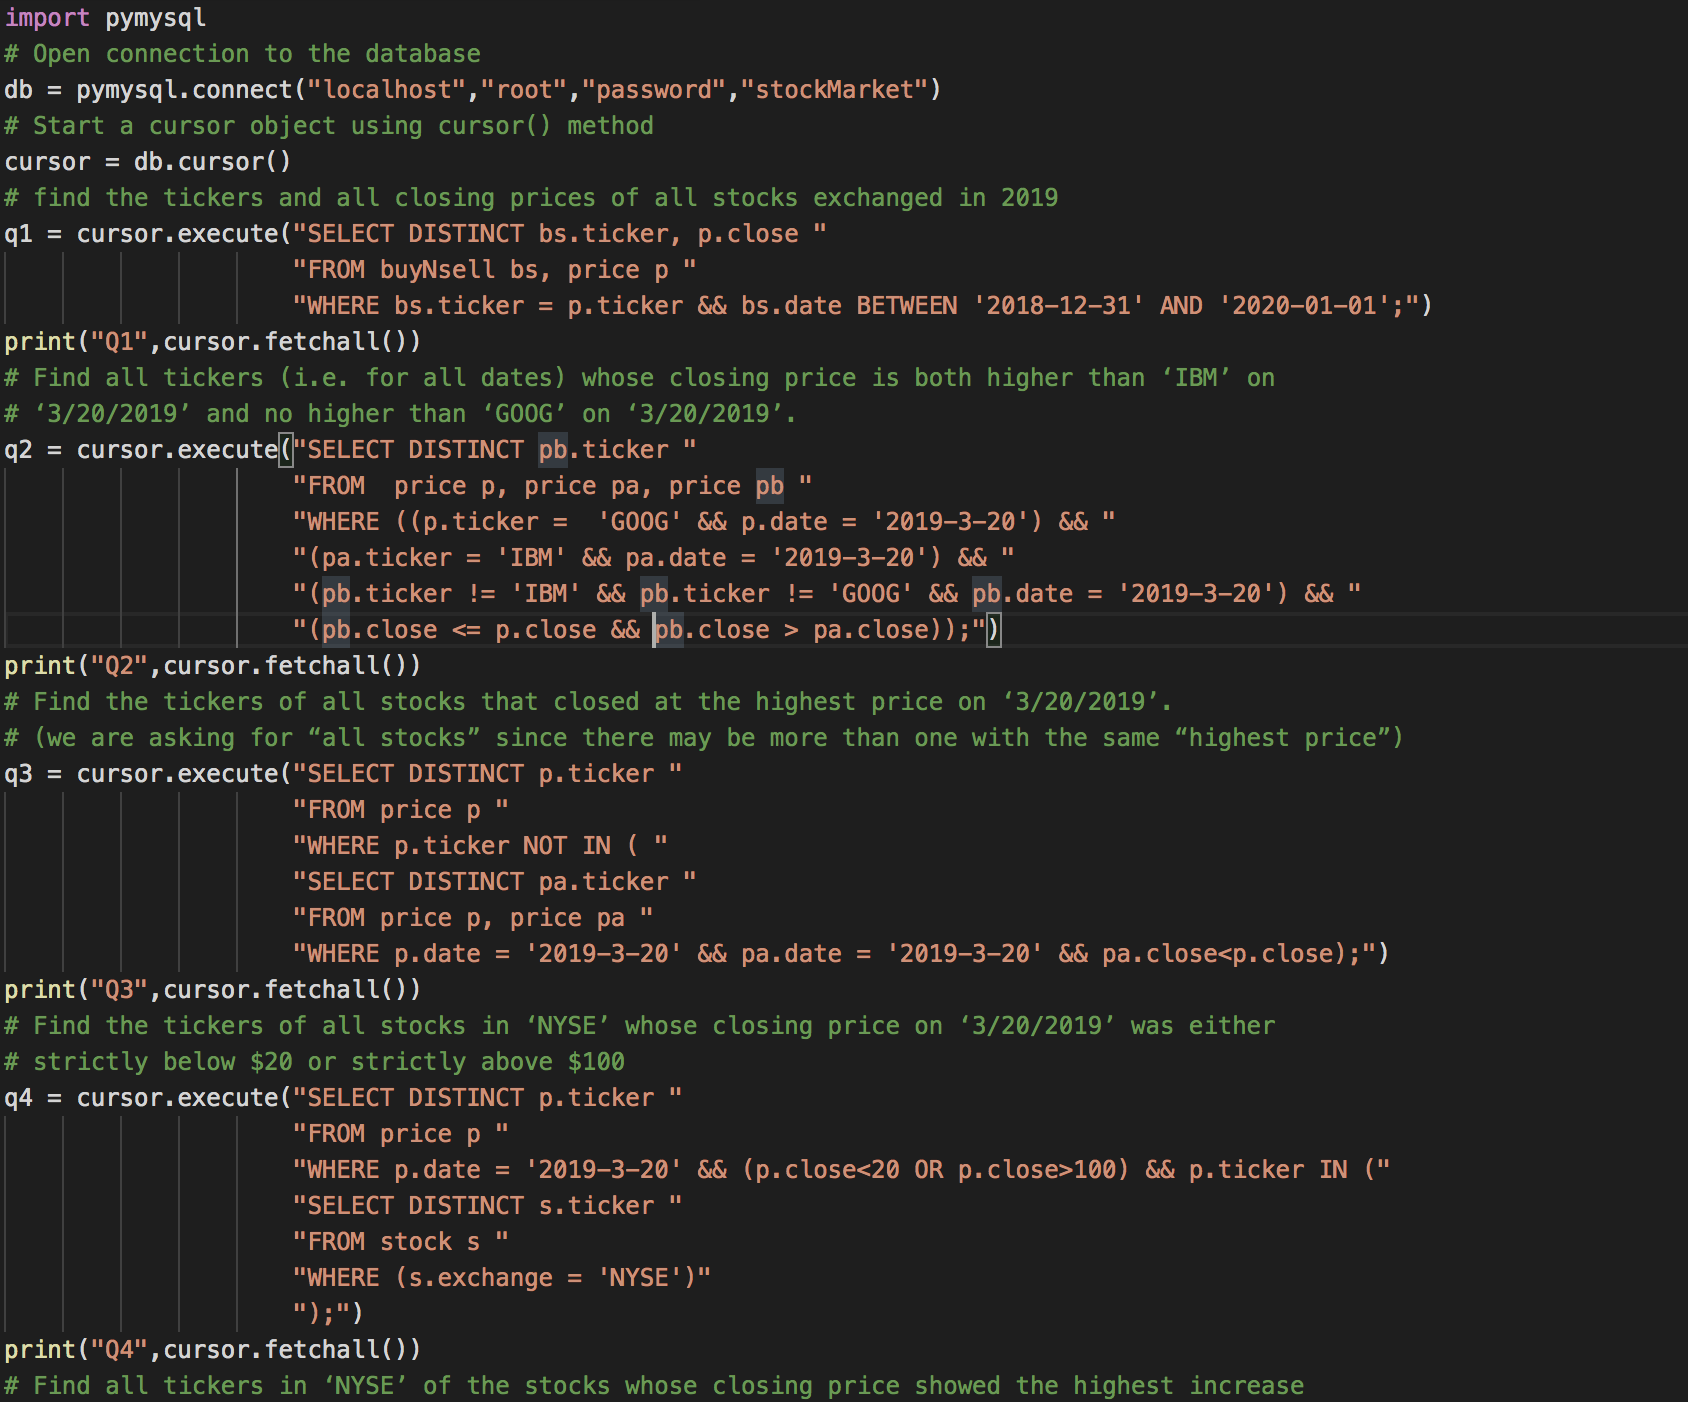 import pymysql
# Open connection to the database
db = pymysql.connect("localhost","root","password","stockMarket")
# Start a cursor object using cursor() method
cursor = db.cursor()
# find the tickers and all closing prices of all stocks exchanged in 2019
q1 = cursor.execute("SELECT DISTINCT bs.ticker, p.close "
"FROM buyNsell bs, price p "
"WHERE bs.ticker = p.ticker && bs.date BETWEEN '2018-12-31' AND '2020-01-01';")
print("Q1",cursor.fetchall())
# Find all tickers (i.e. for all dates) whose closing price is both higher than ‘IBM’ on
# ‘3/20/2019’ and no higher than ‘GOOG’ on ‘3/20/2019’.
q2 = cursor.execute("SELECT DISTINCT pb.ticker "
"FROM  price p, price pa, price pb "
"WHERE ((p.ticker =  'GOOG' && p.date = '2019-3-20') && "
"(pa.ticker = 'IBM' && pa.date = '2019-3-20') && "
"(pb.ticker != 'IBM' && pb.ticker != 'GOOG' && pb.date = '2019-3-20') && "
"(pb.close <= p.close && pb.close > pa.close));")
print("Q2",cursor.fetchall())
# Find the tickers of all stocks that closed at the highest price on ‘3/20/2019’.
# (we are asking for “all stocks” since there may be more than one with the same “highest price”)
q3 = cursor.execute("SELECT DISTINCT p.ticker "
"FROM price p "
"WHERE p.ticker NOT IN ( "
"SELECT DISTINCT pa.ticker "
"FROM price p, price pa "
"WHERE p.date = '2019-3-20' && pa.date = '2019-3-20' && pa.close<p.close);")
print("Q3",cursor.fetchall())
# Find the tickers of all stocks in ‘NYSE’ whose closing price on ‘3/20/2019’ was either
# strictly below $20 or strictly above $100
q4 = cursor.execute("SELECT DISTINCT p.ticker "
"FROM price p "
"WHERE p.date = '2019-3-20' && (p.close<20 OR p.close>100) && p.ticker IN ("
"SELECT DISTINCT s.ticker "
"FROM stock s "
"WHERE (s.exchange = 'NYSE')"
");")
print("Q4",cursor.fetchall())
# Find all tickers in ‘NYSE’ of the stocks whose closing price showed the highest increase